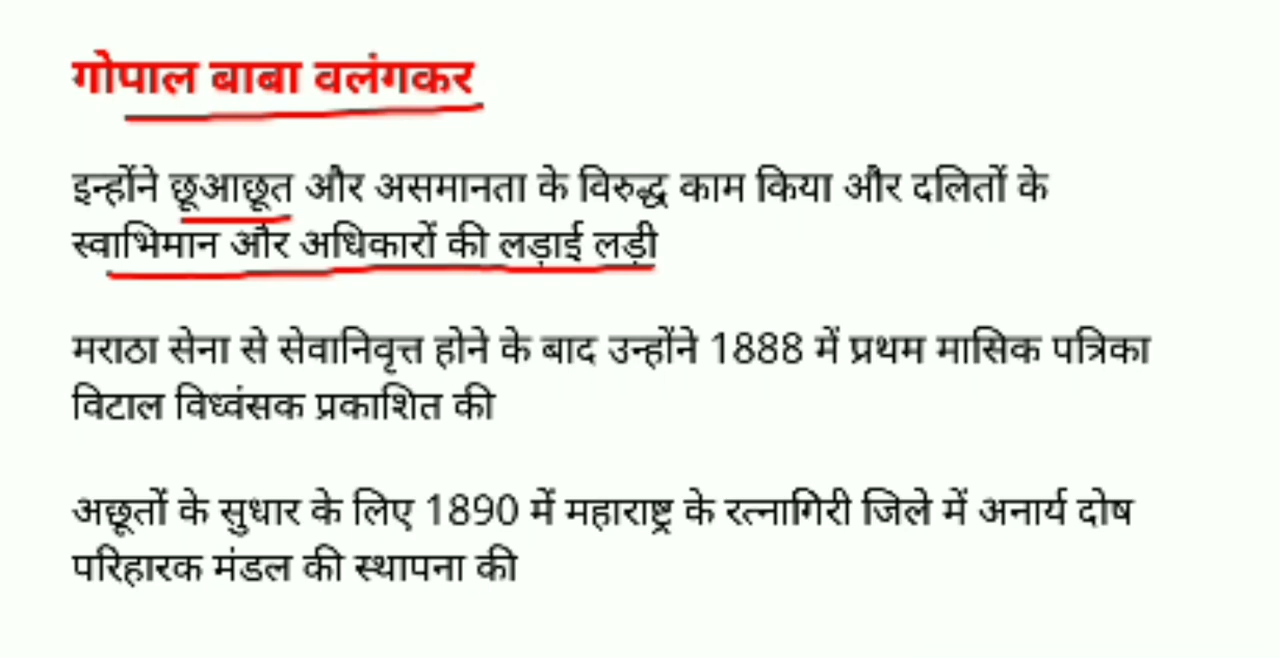 गोपाल बाबा वलंगकर
इन्होंने छूआछूत और असमानता के विरुद्ध काम किया और दलितों के
स्वाभिमान और अधिकारों की लड़ाई लड़ी
मराठा सेना से सेवानिवृत्त होने के बाद उन्होंने 1888 में प्रथम मासिक पत्रिका
विटाल विध्वंसक प्रकाशित की
अछूतों के सुधार के लिए 1890 में महाराष्ट्र के रत्नागिरी जिले में अनार्य दोष
परिहारक मंडल की स्थापना की